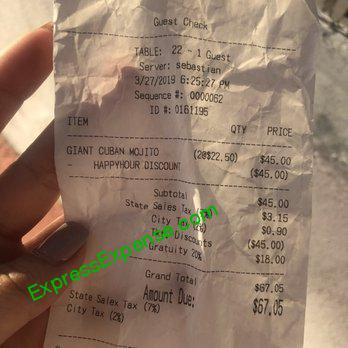 Guest Check
TABLE: 22 - 1 Guest
Server: sebastian
3/27/2019 6:25:27 PM
Sequence #: 0000062
ID #: 0161195
ITEM QTY PRICE
GIANT CUBAN MOJITO (2@$22.50) $45.00
- HAPPYHOUR DISCOUNT ($45.00)
Subtotal $45.00
State Sales Tax $3.15
City Tax $0.90
Discounts ($45.00)
Gratuity 20% $18.00
Grand Total $67.05
Amount Due: $67.05
State Sales Tax (7%)
City Tax (2%)
ExpressExpense.com